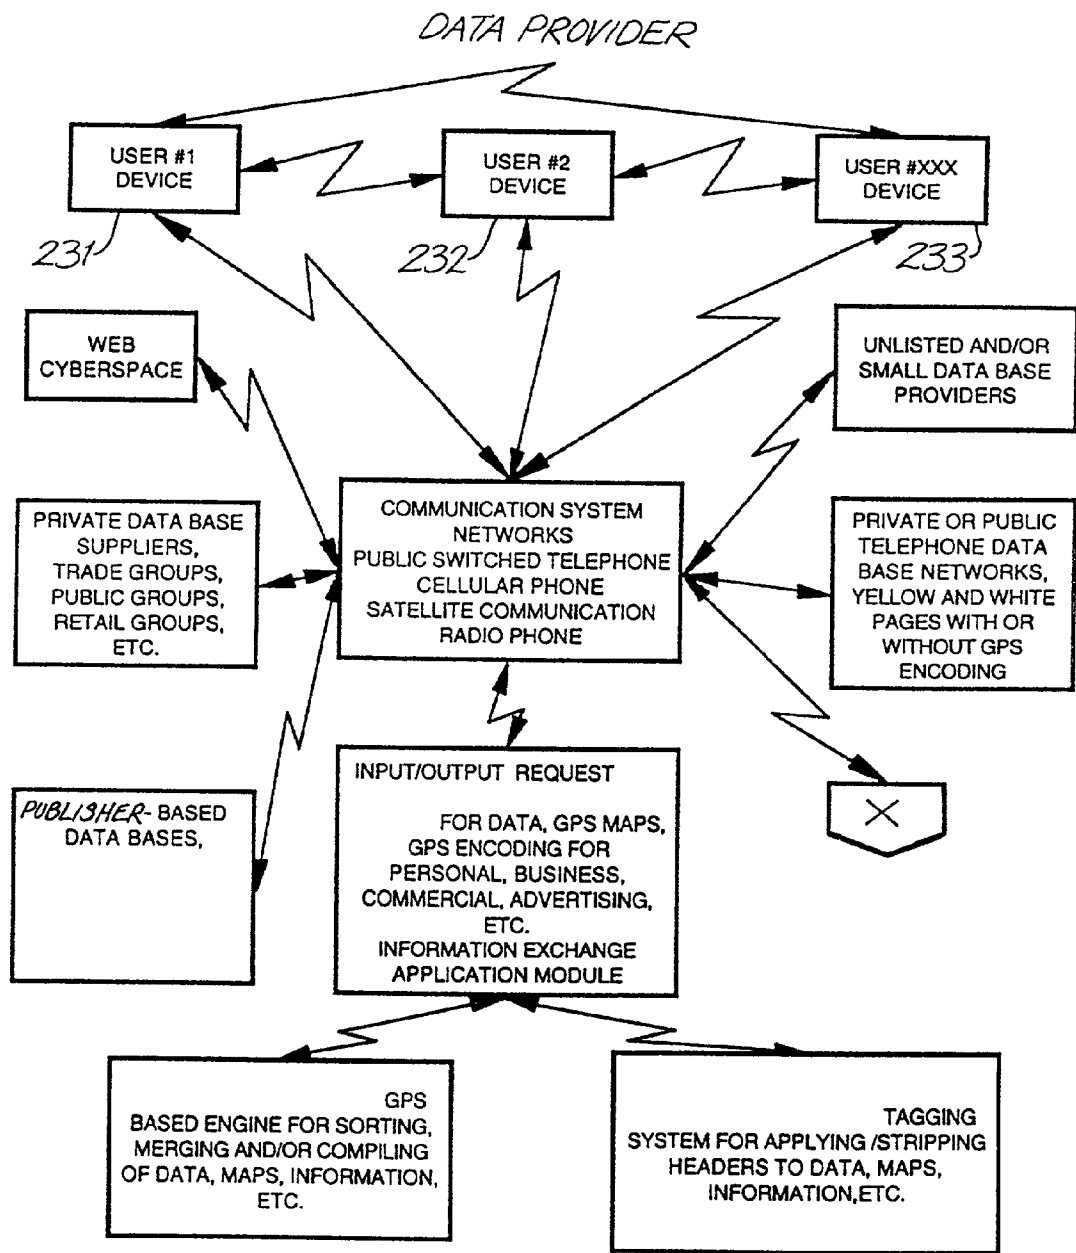 DATA PROVIDER
USER #1
DEVICE
USER #2
DEVICE
USER #XXX
DEVICE
231
232
233
WEB
CYBERSPACE
UNLISTED AND/OR
SMALL DATA BASE
PROVIDERS
PRIVATE DATA BASE
SUPPLIERS,
TRADE GROUPS,
PUBLIC GROUPS,
RETAIL GROUPS,
ETC.
COMMUNICATION SYSTEM
NETWORKS
PUBLIC SWITCHED TELEPHONE
CELLULAR PHONE
SATELLITE COMMUNICATION
RADIO PHONE
PRIVATE OR PUBLIC
TELEPHONE DATA
BASE NETWORKS,
YELLOW AND WHITE
PAGES WITH OR
WITHOUT GPS
ENCODING
PUBLISHER- BASED
DATA BASES,
INPUT/OUTPUT REQUEST
FOR DATA, GPS MAPS,
GPS ENCODING FOR
PERSONAL, BUSINESS,
COMMERCIAL, ADVERTISING,
ETC.
INFORMATION EXCHANGE
APPLICATION MODULE
X
GPS
BASED ENGINE FOR SORTING,
MERGING AND/OR COMPILING
OF DATA, MAPS, INFORMATION,
ETC.
TAGGING
SYSTEM FOR APPLYING /STRIPPING
HEADERS TO DATA, MAPS,
INFORMATION,ETC.